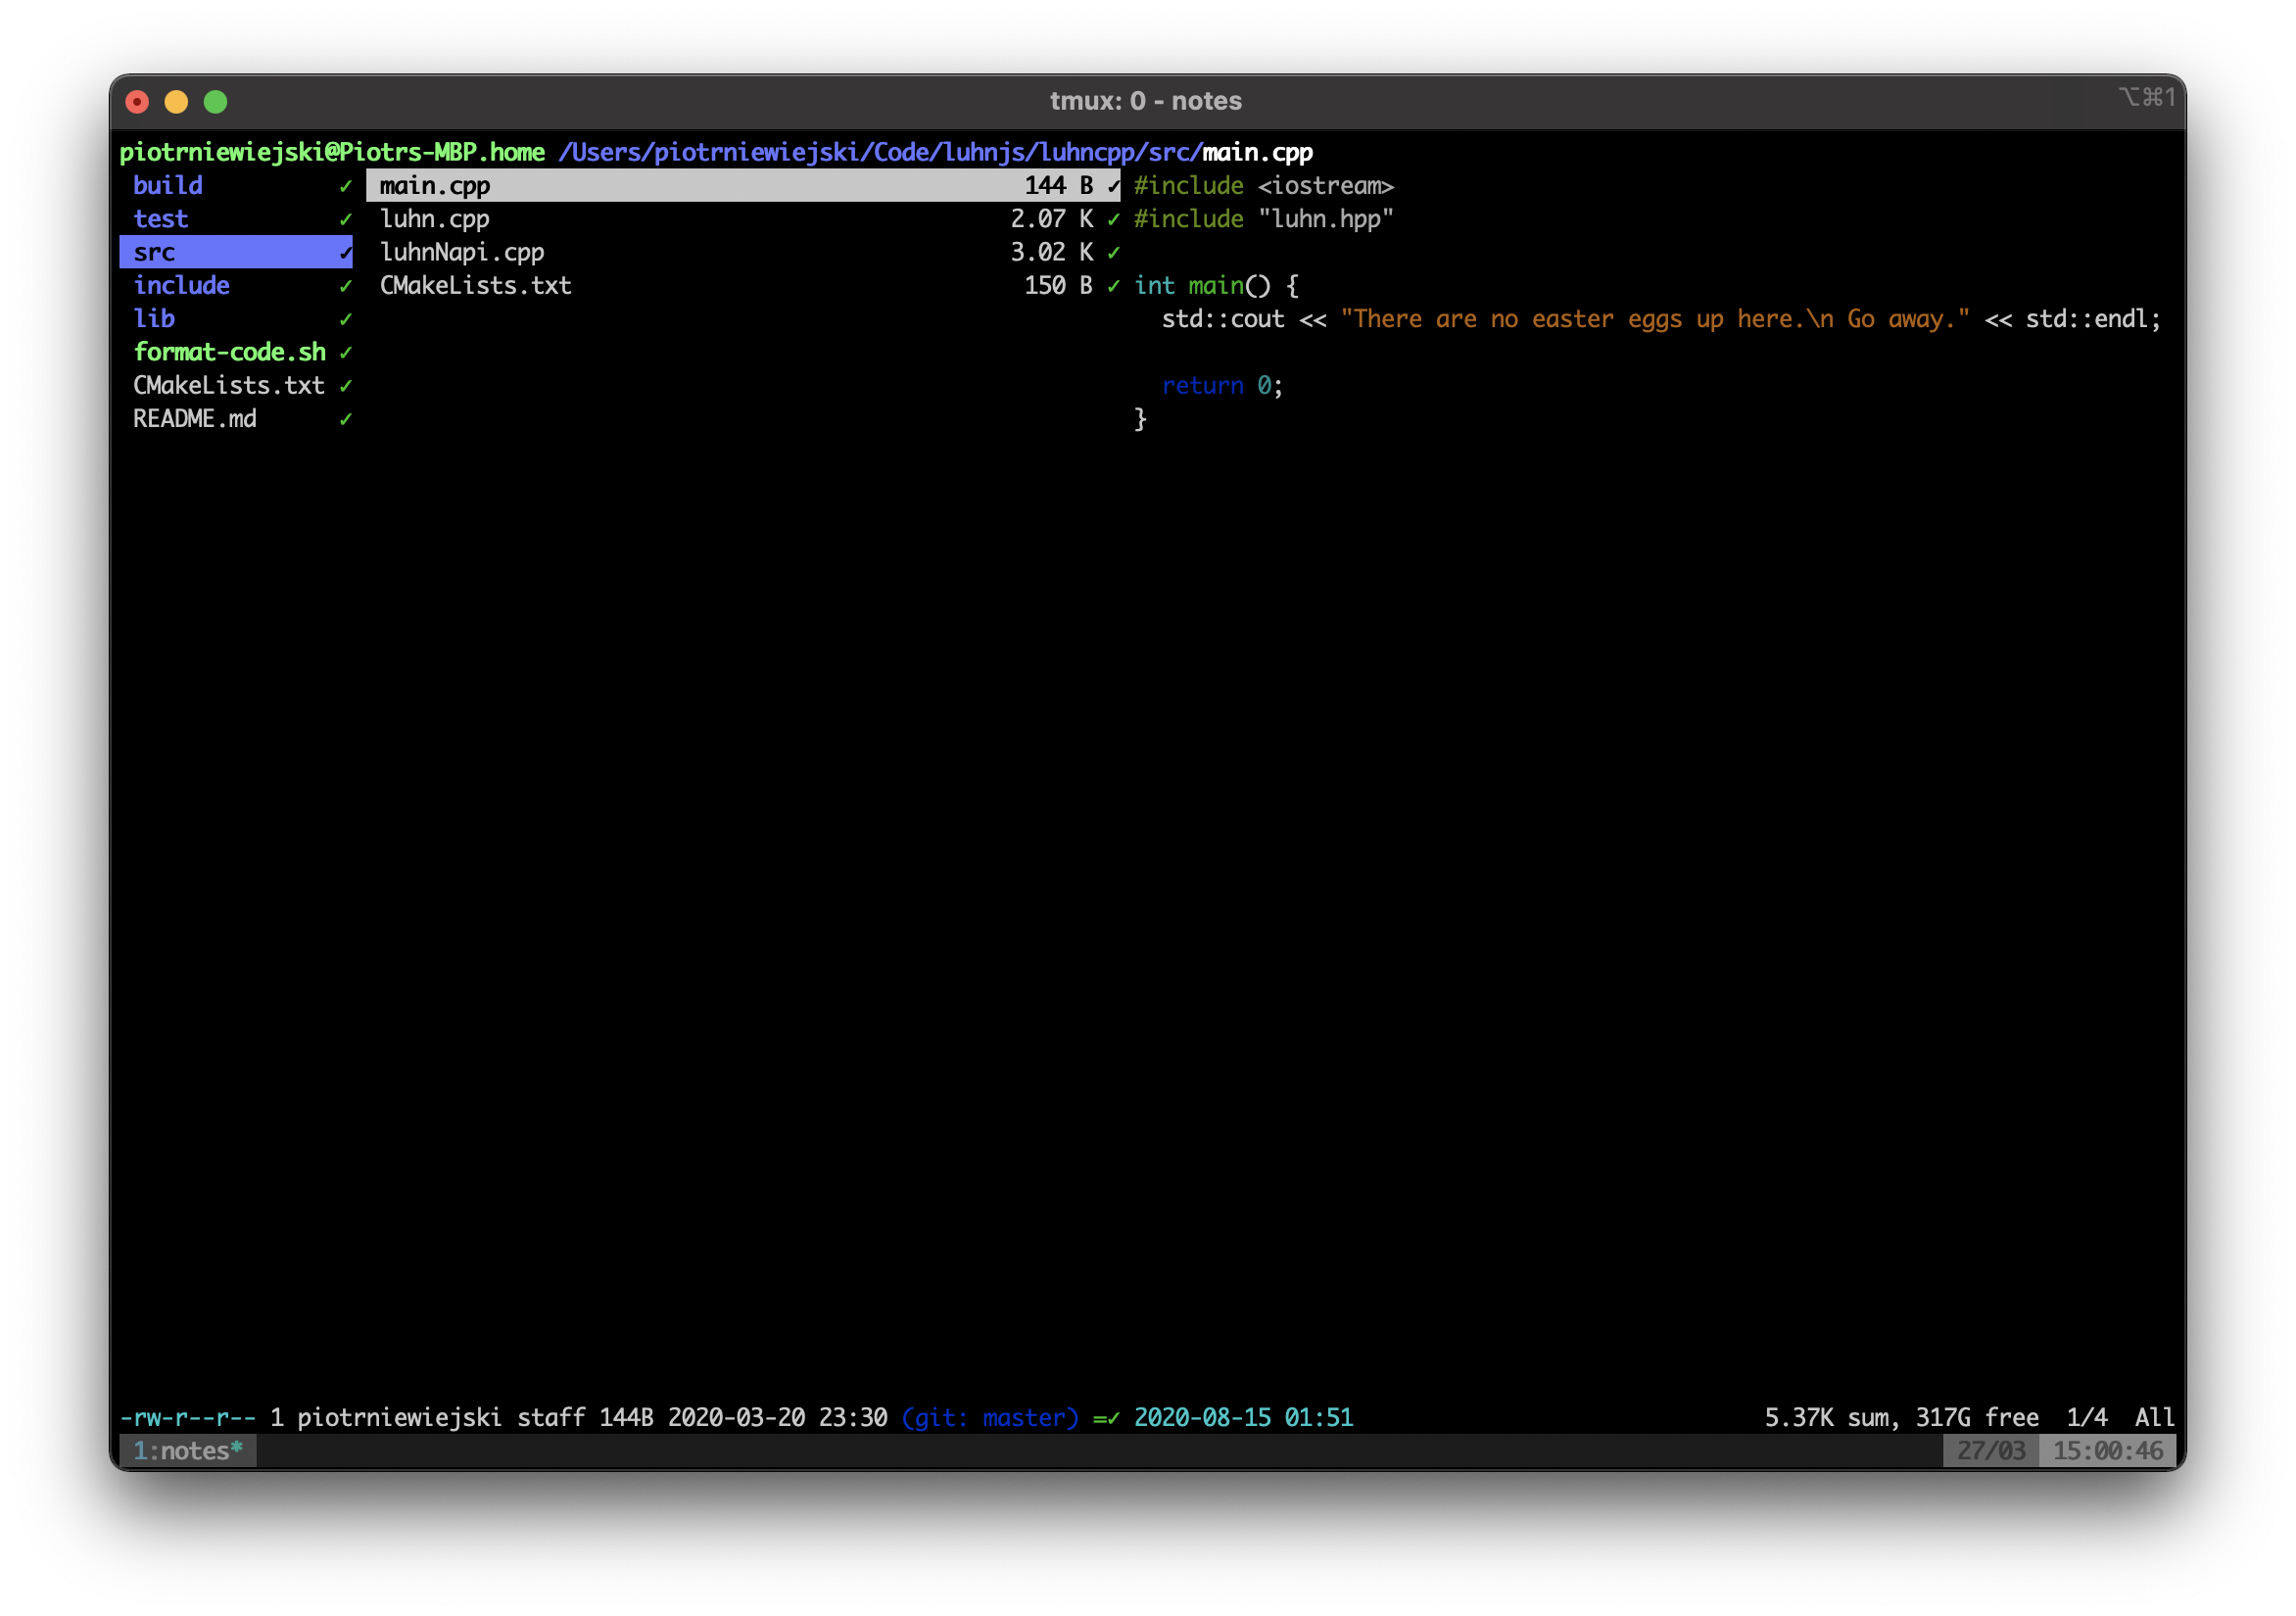 tmux: 0 - notes ⌥⌘1
piotrniewiejski@Piotrs-MBP.home /Users/piotrniewiejski/Code/luhnjs/luhncpp/src/main.cpp
build ✓ main.cpp 144 B ✓ #include <iostream>
test ✓ luhn.cpp 2.07 K ✓ #include "luhn.hpp"
src ✓ luhnNapi.cpp 3.02 K ✓
include ✓ CMakeLists.txt 150 B ✓ int main() {
lib ✓ std::cout << "There are no easter eggs up here.\n Go away." << std::endl;
format-code.sh ✓
CMakeLists.txt ✓ return 0;
README.md ✓ }
-rw-r--r-- 1 piotrniewiejski staff 144B 2020-03-20 23:30 (git: master) =✓ 2020-08-15 01:51 5.37K sum, 317G free 1/4 All
1:notes* 27/03 15:00:46